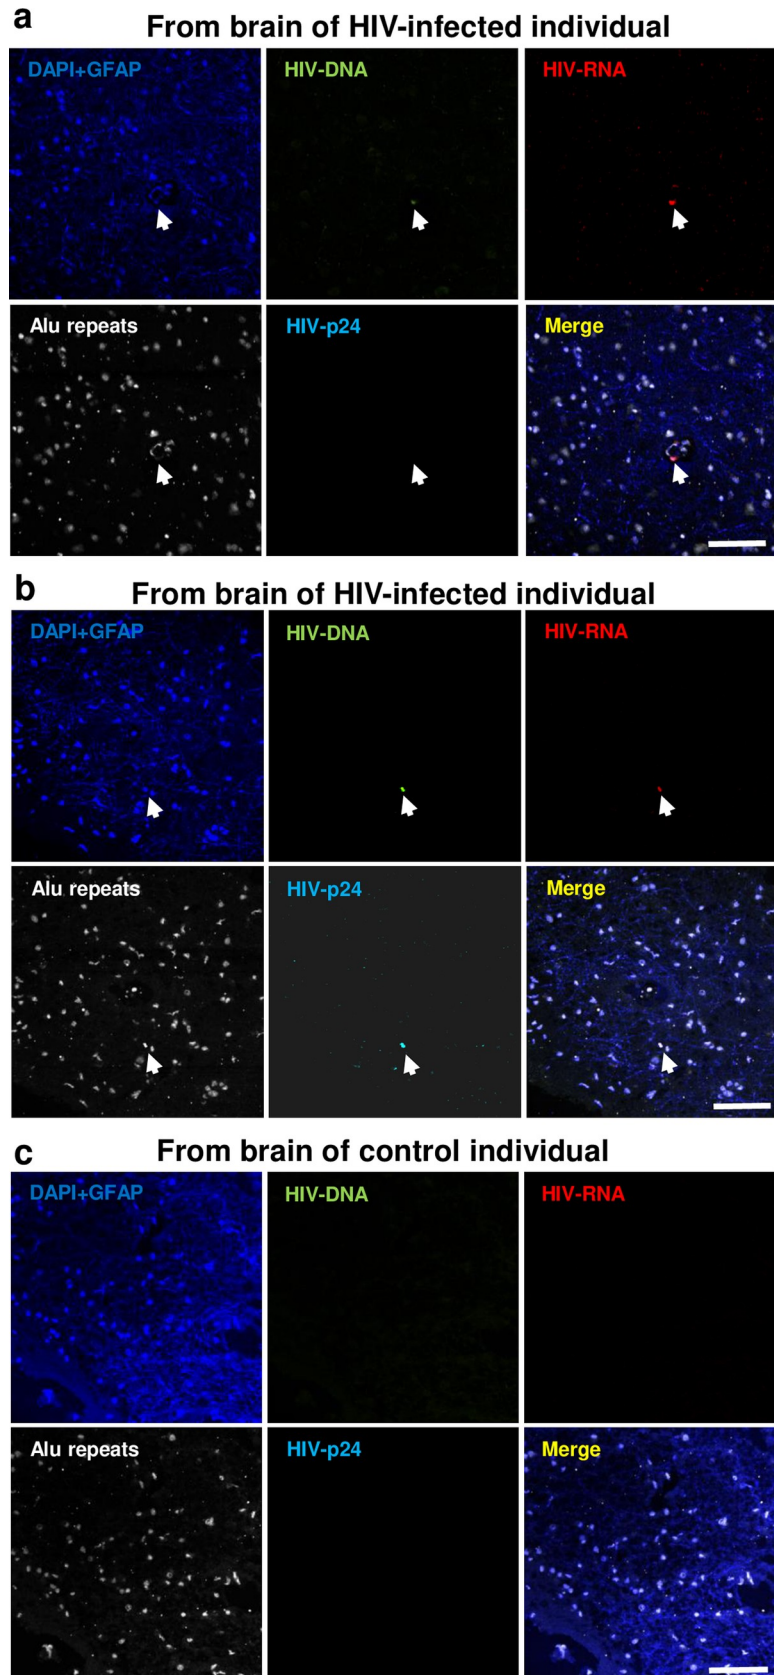 a
From brain of HIV-infected individual
DAPI+GFAP
HIV-DNA
HIV-RNA
Alu repeats
HIV-p24
Merge
b
From brain of HIV-infected individual
DAPI+GFAP
HIV-DNA
HIV-RNA
Alu repeats
HIV-p24
Merge
c
From brain of control individual
DAPI+GFAP
HIV-DNA
HIV-RNA
Alu repeats
HIV-p24
Merge